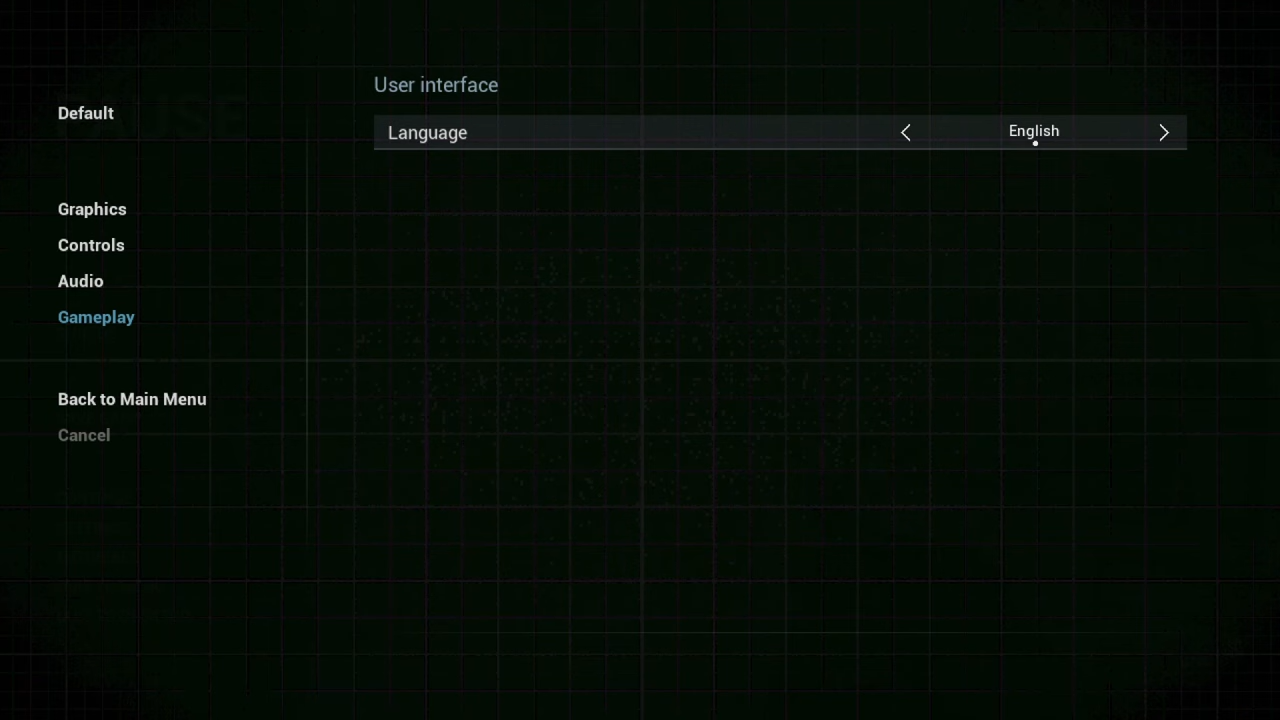 User interface
Default
Language
English
Graphics
Controls
Audio
Gameplay
Back to Main Menu
Cancel